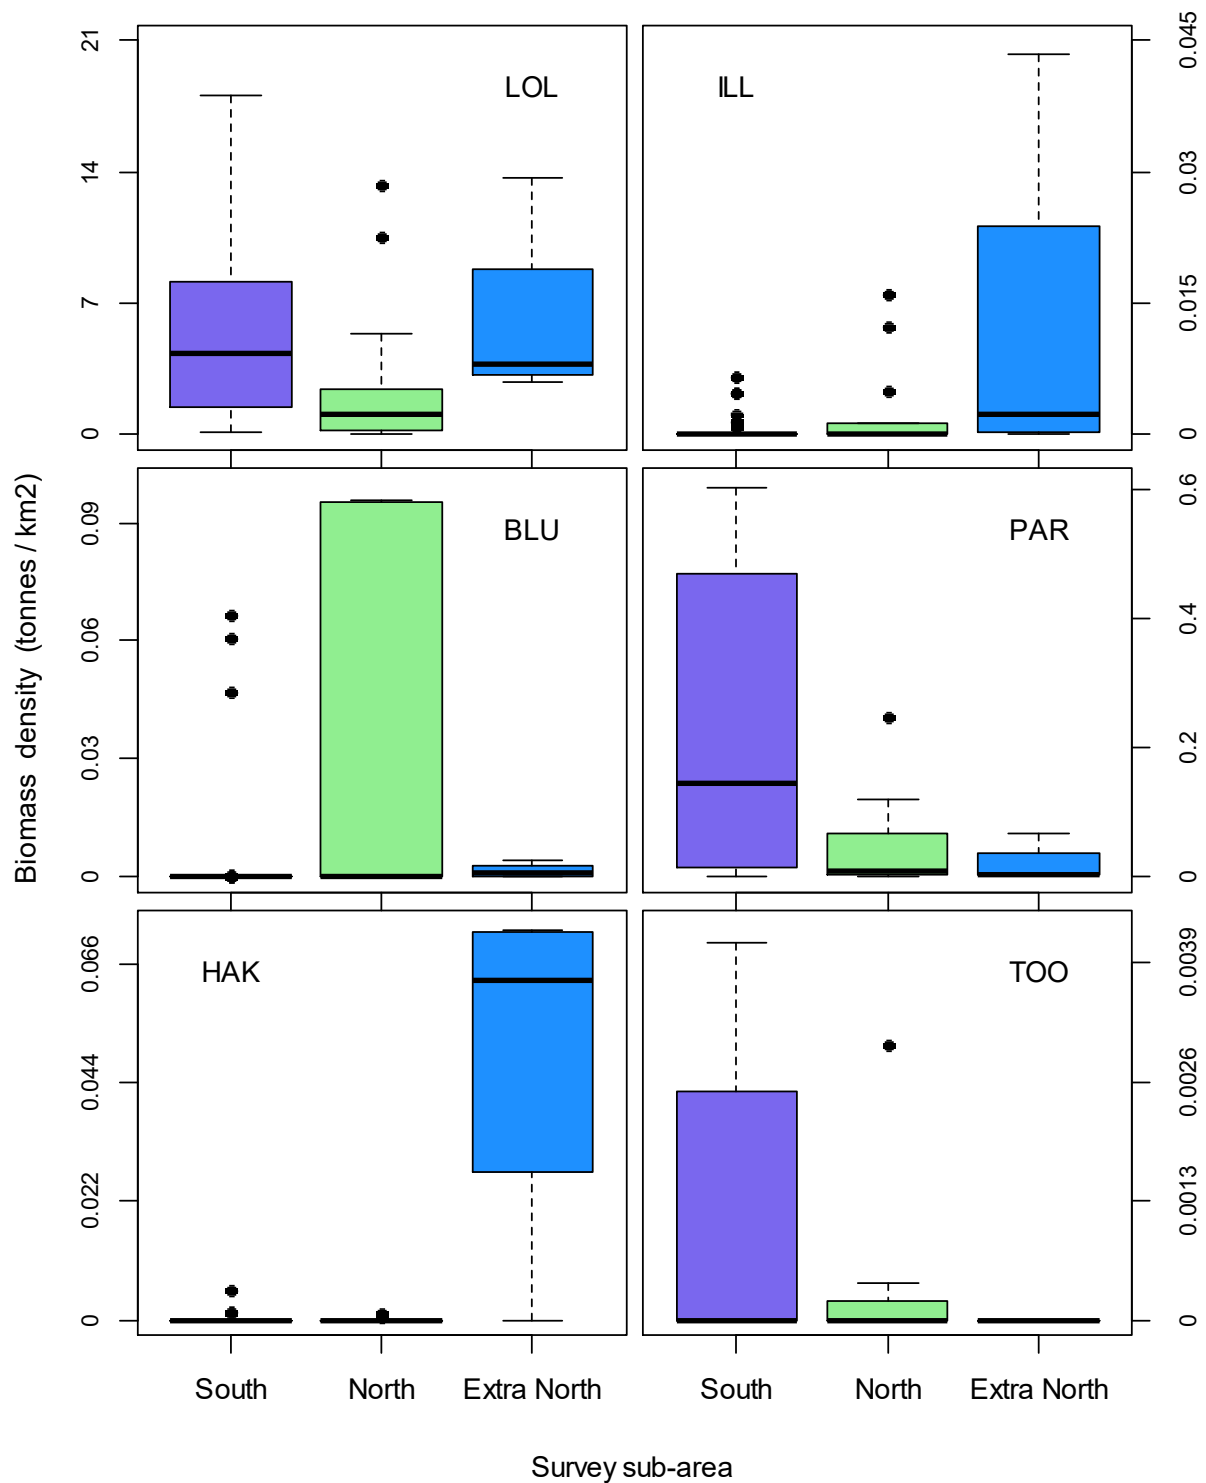 21
14
7
0
LOL
ILL
0.045
0.03
0.015
0
Biomass density (tonnes / km2)
0.09
0.06
0.03
0
BLU
PAR
0.6
0.4
0.2
0
0.066
0.044
0.022
0
HAK
TOO
0.0039
0.0026
0.0013
0
South North Extra North South North Extra North
Survey sub-area